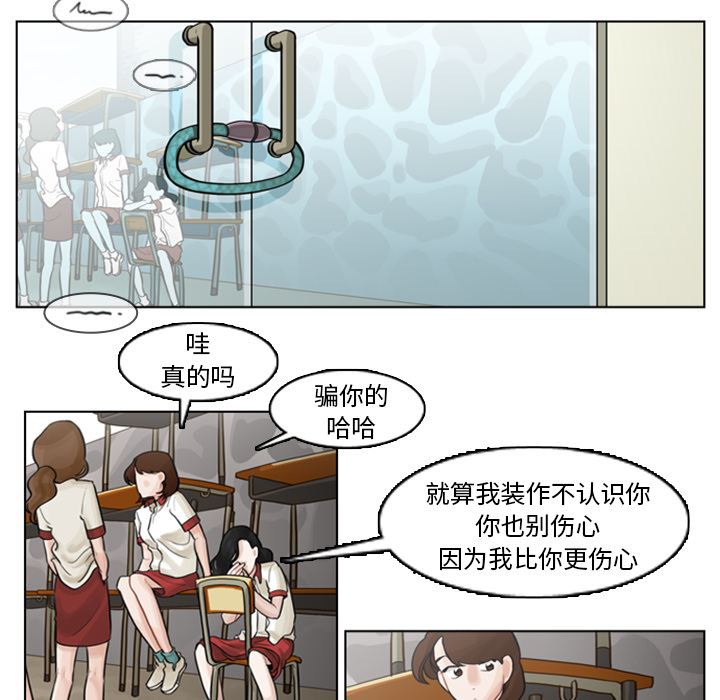 哇
真的吗
骗你的
哈哈
就算我装作不认识你
你也别伤心
因为我比你更伤心